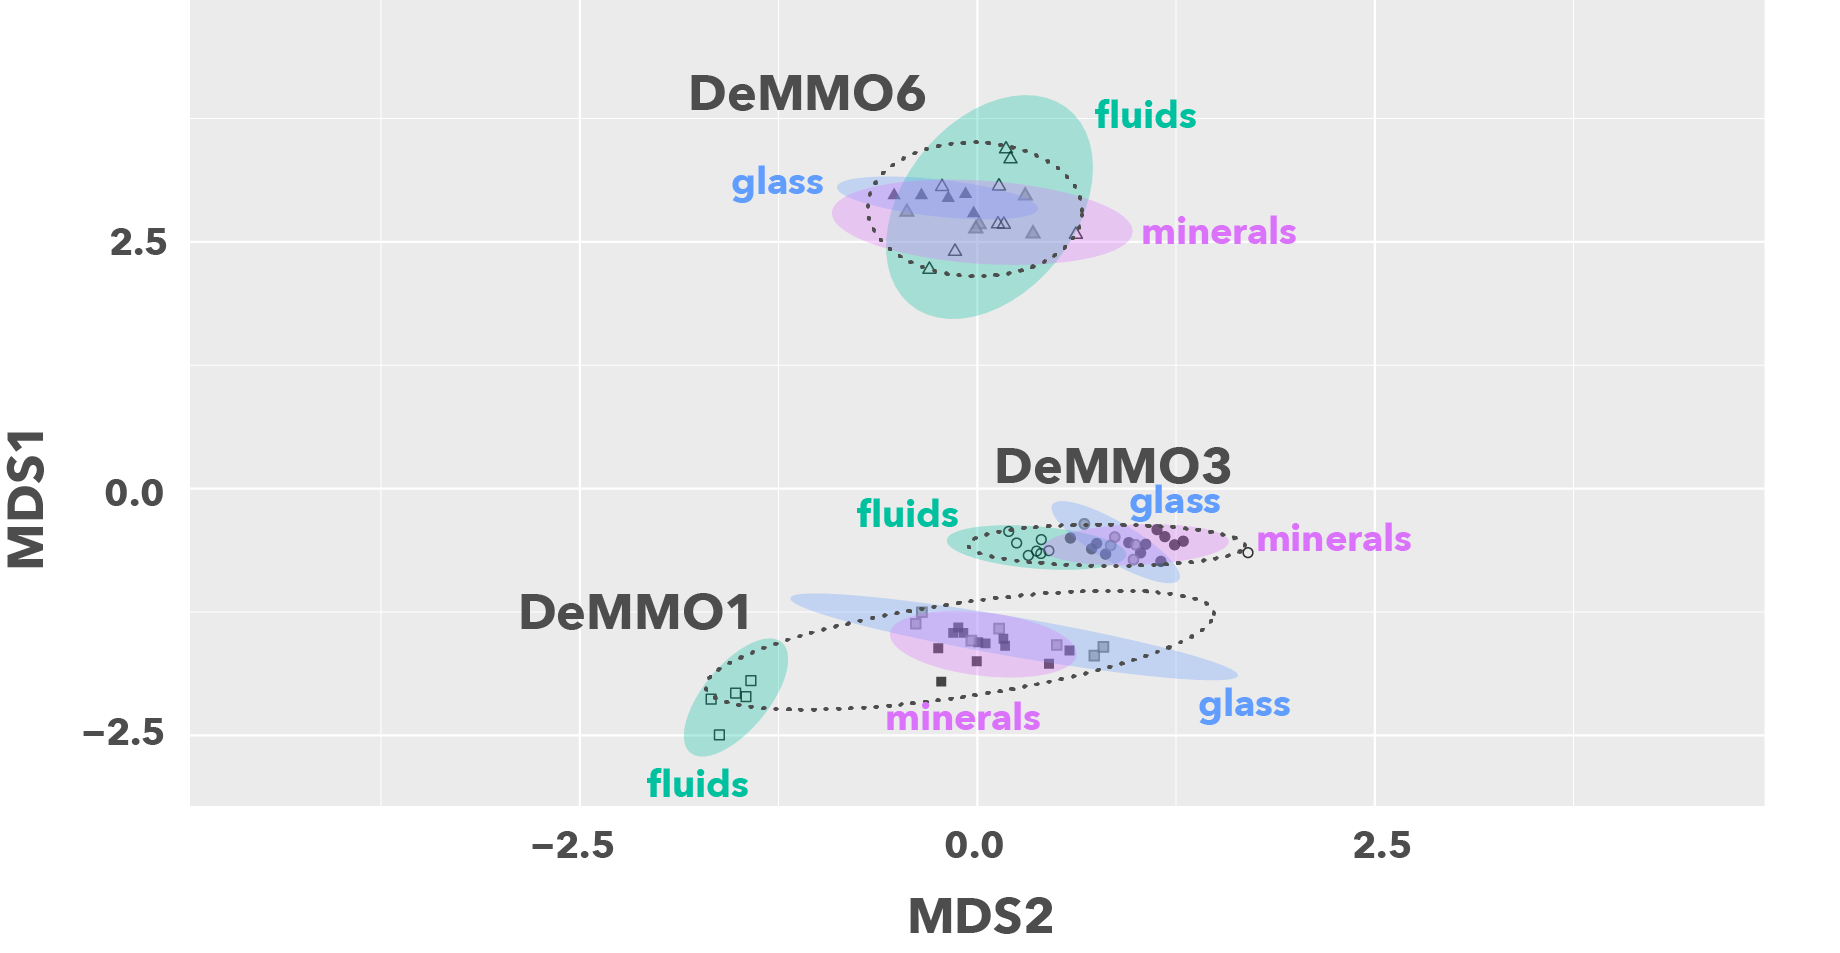 DeMMO6
fluids
glass
minerals
2.5
DeMMO3
glass
0.0
fluids
minerals
MDS1
DeMMO1
glass
minerals
−2.5
fluids
−2.5
0.0
2.5
MDS2